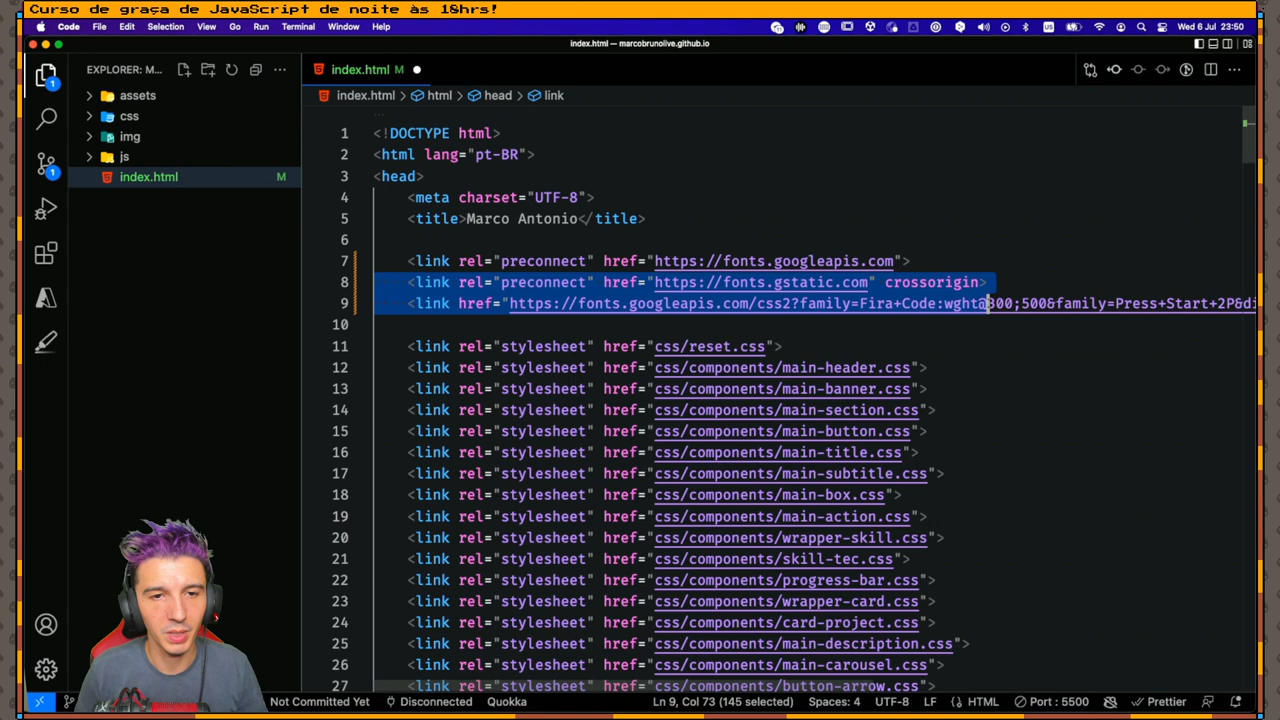 Curso de graça de JavaScript de noite às 10hrs!
Code File Edit Selection View Go Run Terminal Window Help Wed 6 Jul 23:50
index.html — marcobrunolive.github.io
EXPLORER: M...
index.html M
index.html > html > head > link
assets
css
img
js
index.html M
1 <!DOCTYPE html>
2 <html lang="pt-BR">
3 <head>
4 <meta charset="UTF-8">
5 <title>Marco Antonio</title>
6
7 <link rel="preconnect" href="https://fonts.googleapis.com">
8 <link rel="preconnect" href="https://fonts.gstatic.com" crossorigin>
9 <link href="https://fonts.googleapis.com/css2?family=Fira+Code:wght@300;500&family=Press+Start+2P&di
10
11 <link rel="stylesheet" href="css/reset.css">
12 <link rel="stylesheet" href="css/components/main-header.css">
13 <link rel="stylesheet" href="css/components/main-banner.css">
14 <link rel="stylesheet" href="css/components/main-section.css">
15 <link rel="stylesheet" href="css/components/main-button.css">
16 <link rel="stylesheet" href="css/components/main-title.css">
17 <link rel="stylesheet" href="css/components/main-subtitle.css">
18 <link rel="stylesheet" href="css/components/main-box.css">
19 <link rel="stylesheet" href="css/components/main-action.css">
20 <link rel="stylesheet" href="css/components/wrapper-skill.css">
21 <link rel="stylesheet" href="css/components/skill-tec.css">
22 <link rel="stylesheet" href="css/components/progress-bar.css">
23 <link rel="stylesheet" href="css/components/wrapper-card.css">
24 <link rel="stylesheet" href="css/components/card-project.css">
25 <link rel="stylesheet" href="css/components/main-description.css">
26 <link rel="stylesheet" href="css/components/main-carousel.css">
27 <link rel="stylesheet" href="css/components/button-arrow.css">
Not Committed Yet Disconnected Quokka Ln 9, Col 73 (145 selected) Spaces: 4 UTF-8 LF HTML Port : 5500 Prettier